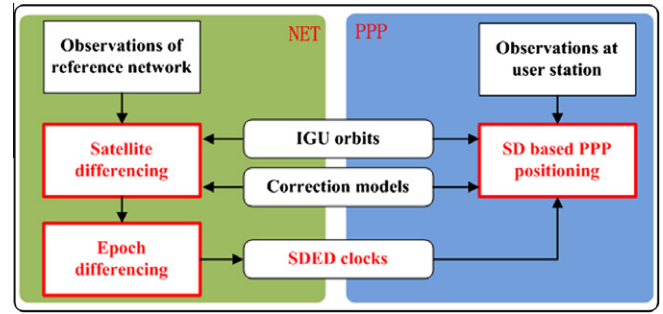 NET
PPP
Observations of
reference network
Observations at
user station
Satellite
differencing
IGU orbits
SD based PPP
positioning
Correction models
Epoch
differencing
SDED clocks